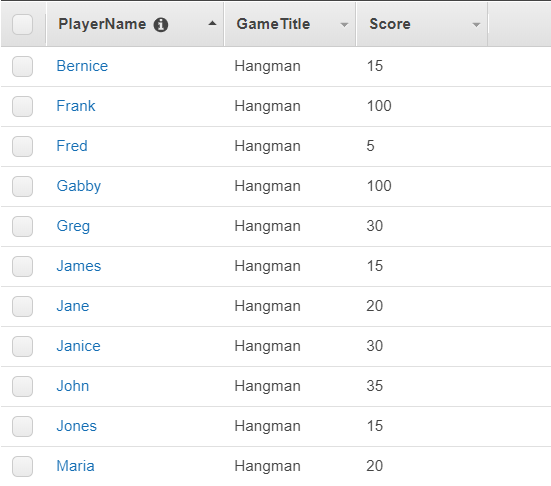 PlayerName GameTitle Score
Bernice Hangman 15
Frank Hangman 100
Fred Hangman 5
Gabby Hangman 100
Greg Hangman 30
James Hangman 15
Jane Hangman 20
Janice Hangman 30
John Hangman 35
Jones Hangman 15
Maria Hangman 20